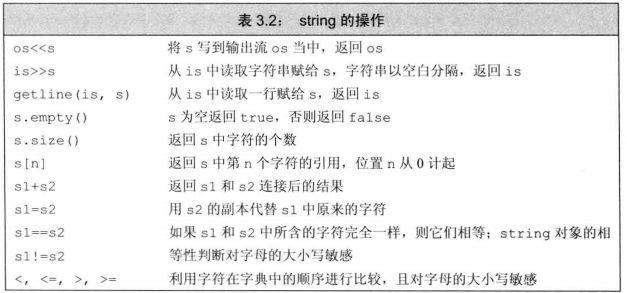 表 3.2： string 的操作
os<<s 将 s 写到输出流 os 当中，返回 os
is>>s 从 is 中读取字符串赋给 s，字符串以空白分隔，返回 is
getline(is, s) 从 is 中读取一行赋给 s，返回 is
s.empty() s 为空返回 true，否则返回 false
s.size() 返回 s 中字符的个数
s[n] 返回 s 中第 n 个字符的引用，位置 n 从 0 计起
s1+s2 返回 s1 和 s2 连接后的结果
s1=s2 用 s2 的副本代替 s1 中原来的字符
s1==s2 如果 s1 和 s2 中所含的字符完全一样，则它们相等；string 对象的相
s1!=s2 等性判断对字母的大小写敏感
<, <=, >, >= 利用字符在字典中的顺序进行比较，且对字母的大小写敏感